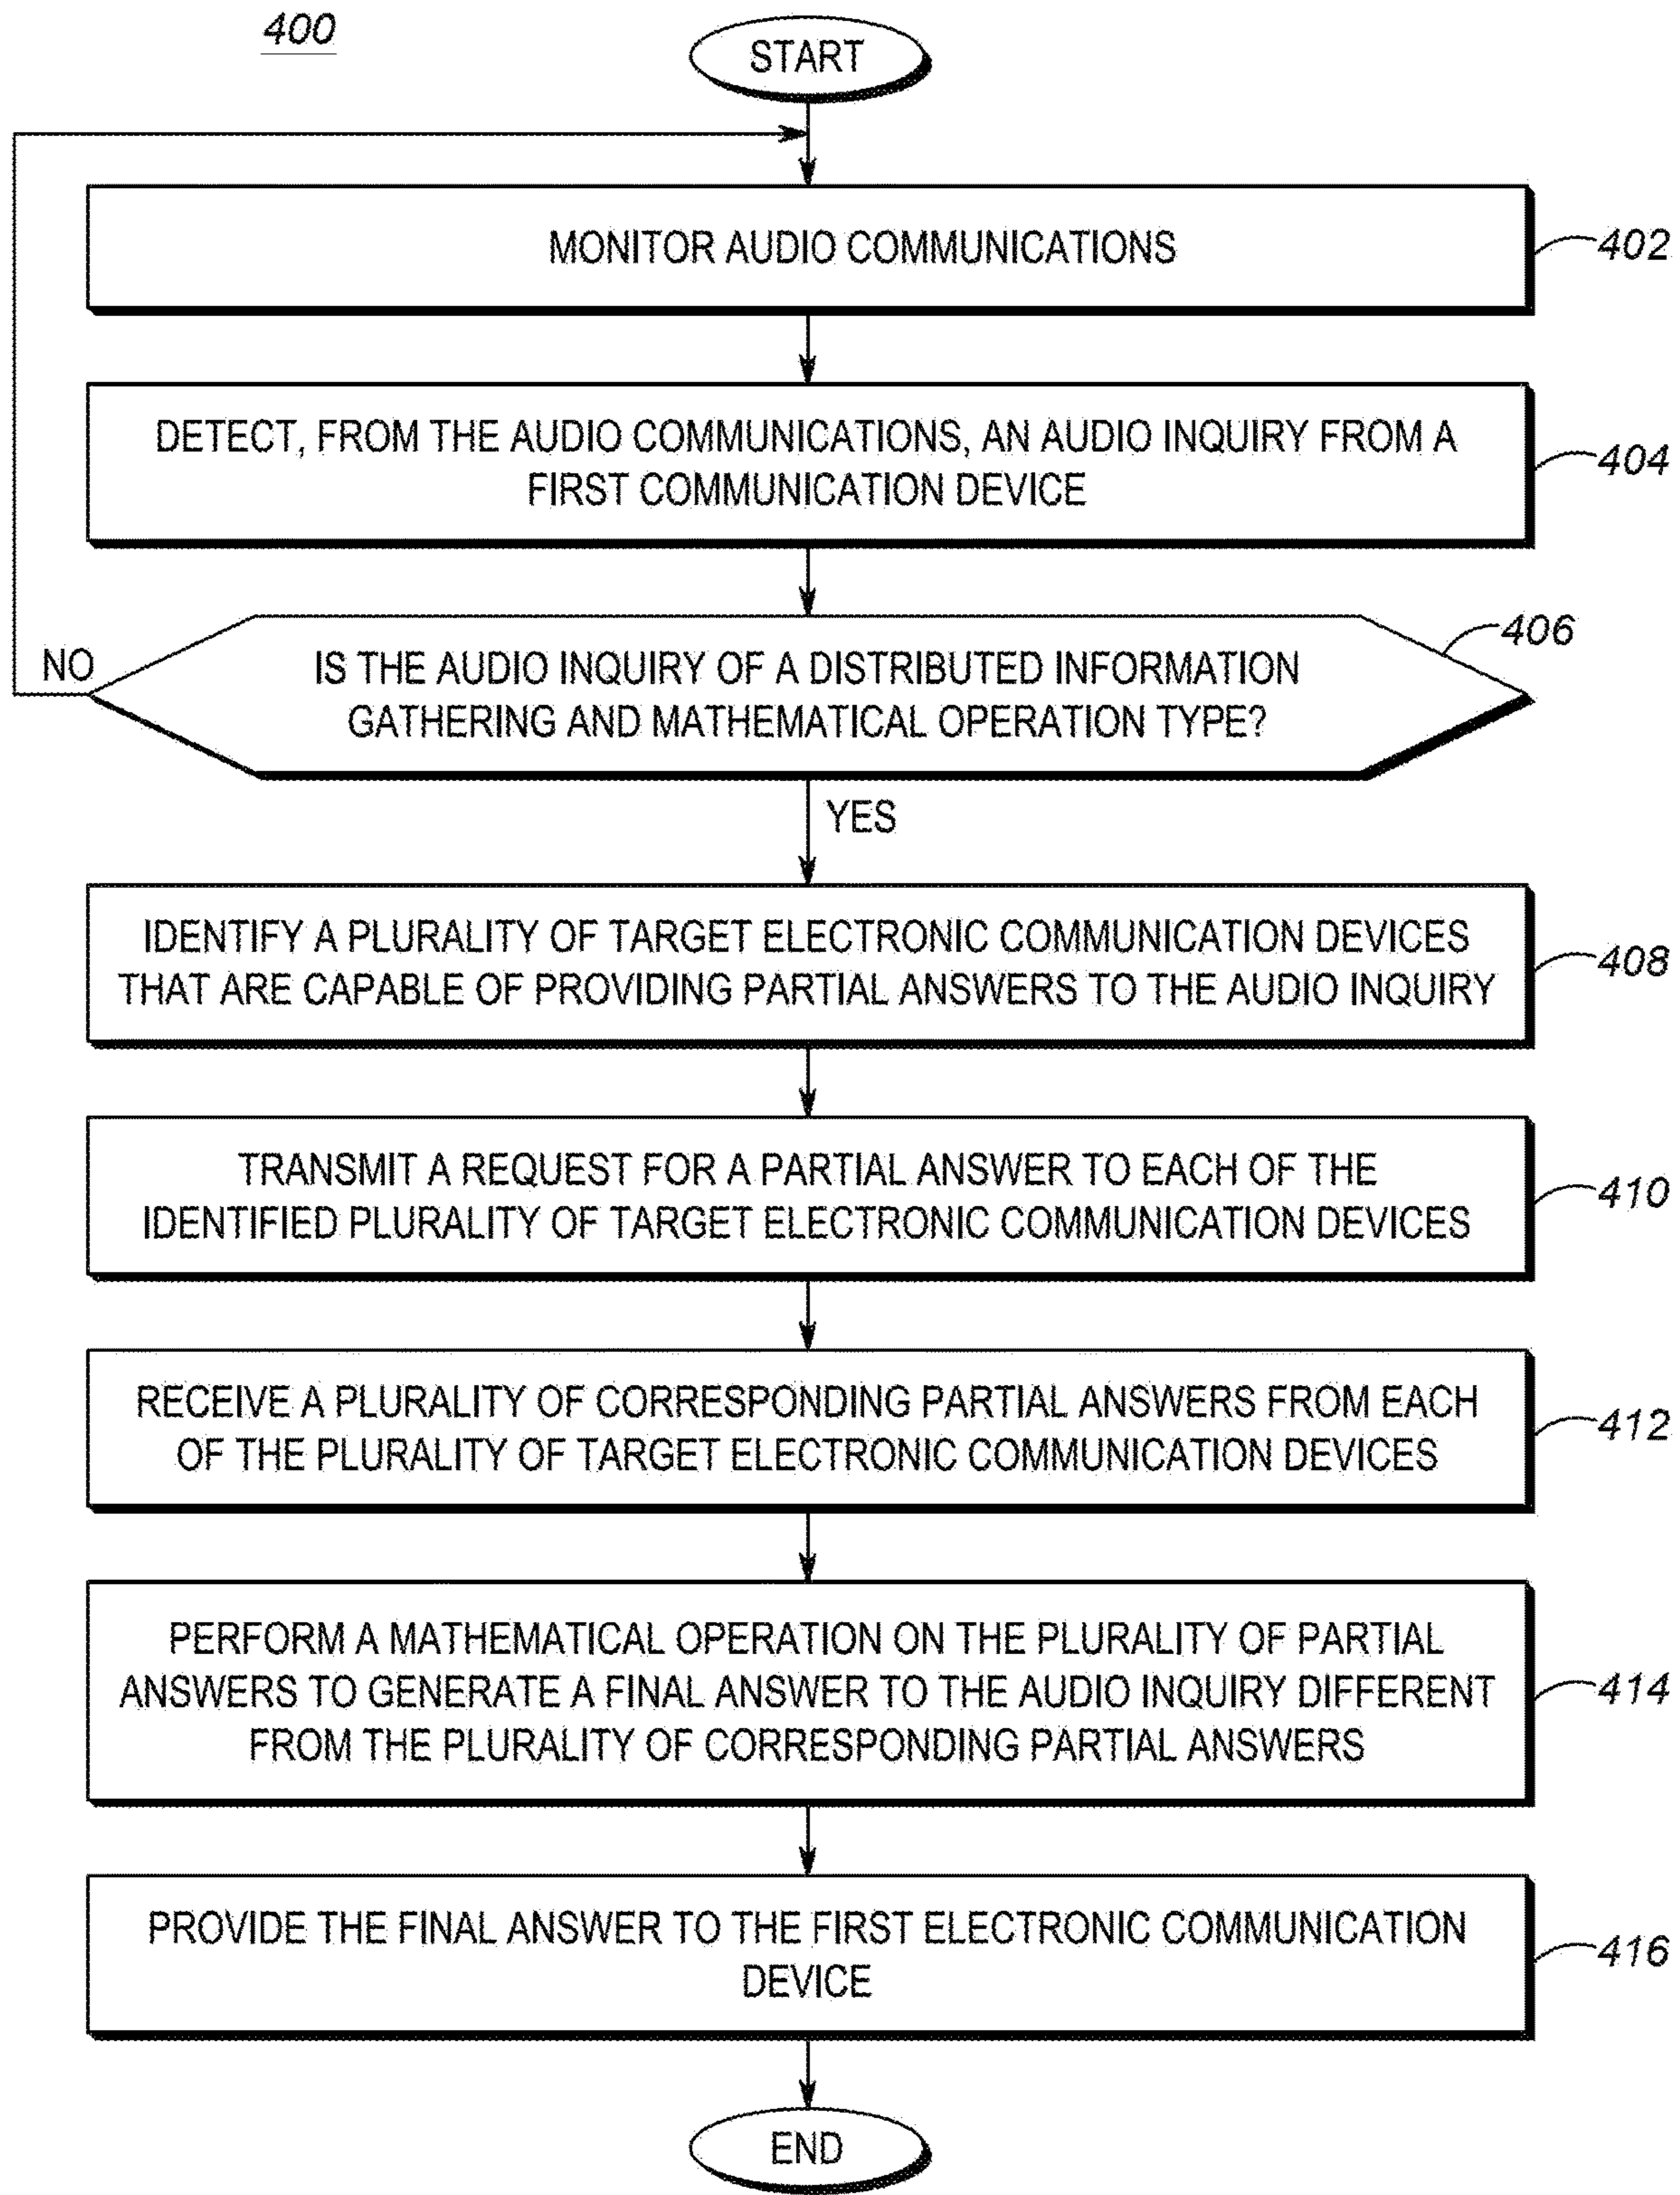 400
START
MONITOR AUDIO COMMUNICATIONS
402
DETECT, FROM THE AUDIO COMMUNICATIONS, AN AUDIO INQUIRY FROM A
FIRST COMMUNICATION DEVICE
404
406
NO
IS THE AUDIO INQUIRY OF A DISTRIBUTED INFORMATION
GATHERING AND MATHEMATICAL OPERATION TYPE?
YES
IDENTIFY A PLURALITY OF TARGET ELECTRONIC COMMUNICATION DEVICES
THAT ARE CAPABLE OF PROVIDING PARTIAL ANSWERS TO THE AUDIO INQUIRY
408
TRANSMIT A REQUEST FOR A PARTIAL ANSWER TO EACH OF THE
IDENTIFIED PLURALITY OF TARGET ELECTRONIC COMMUNICATION DEVICES
410
RECEIVE A PLURALITY OF CORRESPONDING PARTIAL ANSWERS FROM EACH
OF THE PLURALITY OF TARGET ELECTRONIC COMMUNICATION DEVICES
412
PERFORM A MATHEMATICAL OPERATION ON THE PLURALITY OF PARTIAL
ANSWERS TO GENERATE A FINAL ANSWER TO THE AUDIO INQUIRY DIFFERENT
FROM THE PLURALITY OF CORRESPONDING PARTIAL ANSWERS
414
PROVIDE THE FINAL ANSWER TO THE FIRST ELECTRONIC COMMUNICATION
DEVICE
416
END